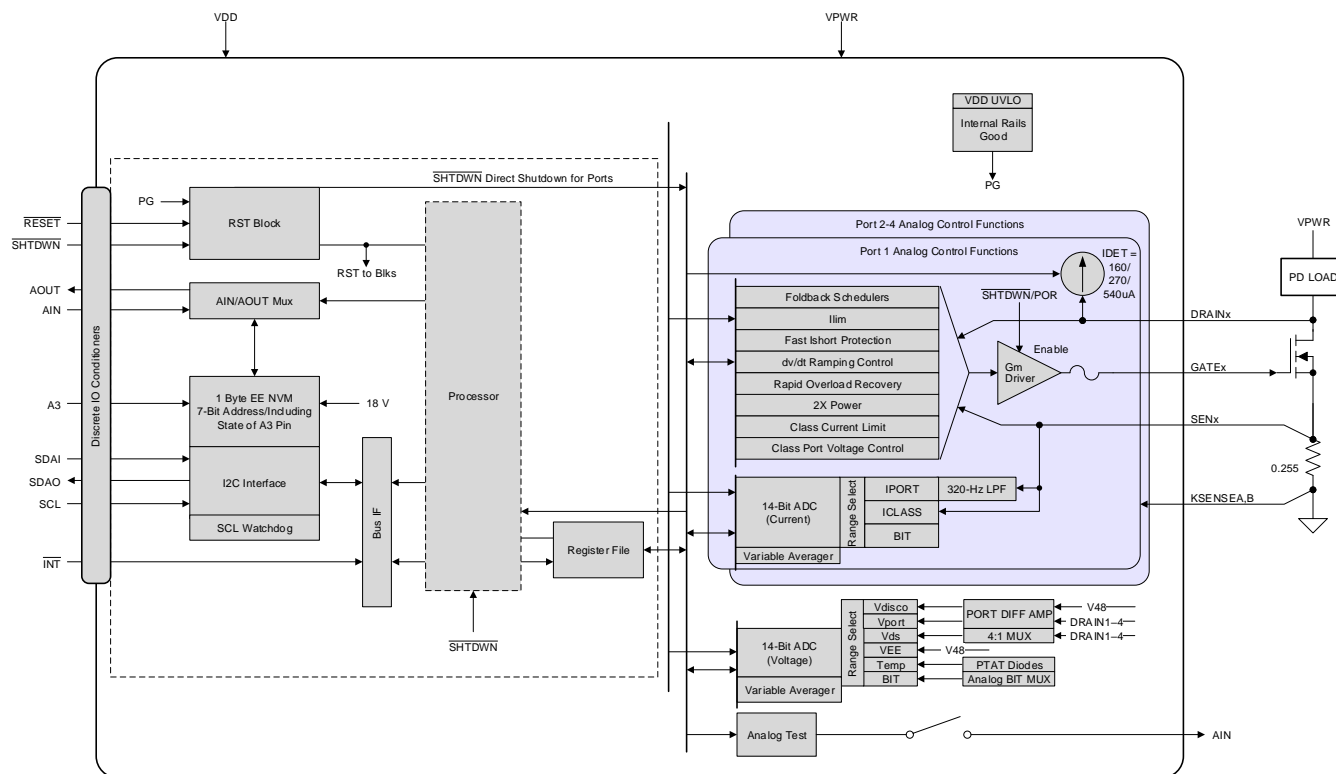 VDD
VPWR
VDD UVLO
Internal Rails
Good
PG
SHTDWN Direct Shutdown for Ports
PG
RESET
SHTDWN
RST Block
RST to Blks
AOUT
AIN
AIN/AOUT Mux
A3
1 Byte EE NVM
7-Bit Address/Including
State of A3 Pin
18 V
SDAI
SDAO
SCL
I2C Interface
SCL Watchdog
INT
Discrete IO Conditioners
Bus IF
Processor
SHTDWN
Register File
Port 2-4 Analog Control Functions
Port 1 Analog Control Functions
IDET =
160/
270/
540uA
Foldback Schedulers
Ilim
Fast Ishort Protection
dv/dt Ramping Control
Rapid Overload Recovery
2X Power
Class Current Limit
Class Port Voltage Control
SHTDWN/POR
Enable
Gm
Driver
VPWR
PD LOAD
DRAINx
GATEx
SENx
0.255
KSENSEA,B
14-Bit ADC
(Current)
Variable Averager
Range Select
IPORT
320-Hz LPF
ICLASS
BIT
14-Bit ADC
(Voltage)
Variable Averager
Range Select
Vdisco
Vport
Vds
VEE
Temp
BIT
PORT DIFF AMP
4:1 MUX
V48
DRAIN1–4
DRAIN1–4
V48
PTAT Diodes
Analog BIT MUX
Analog Test
AIN